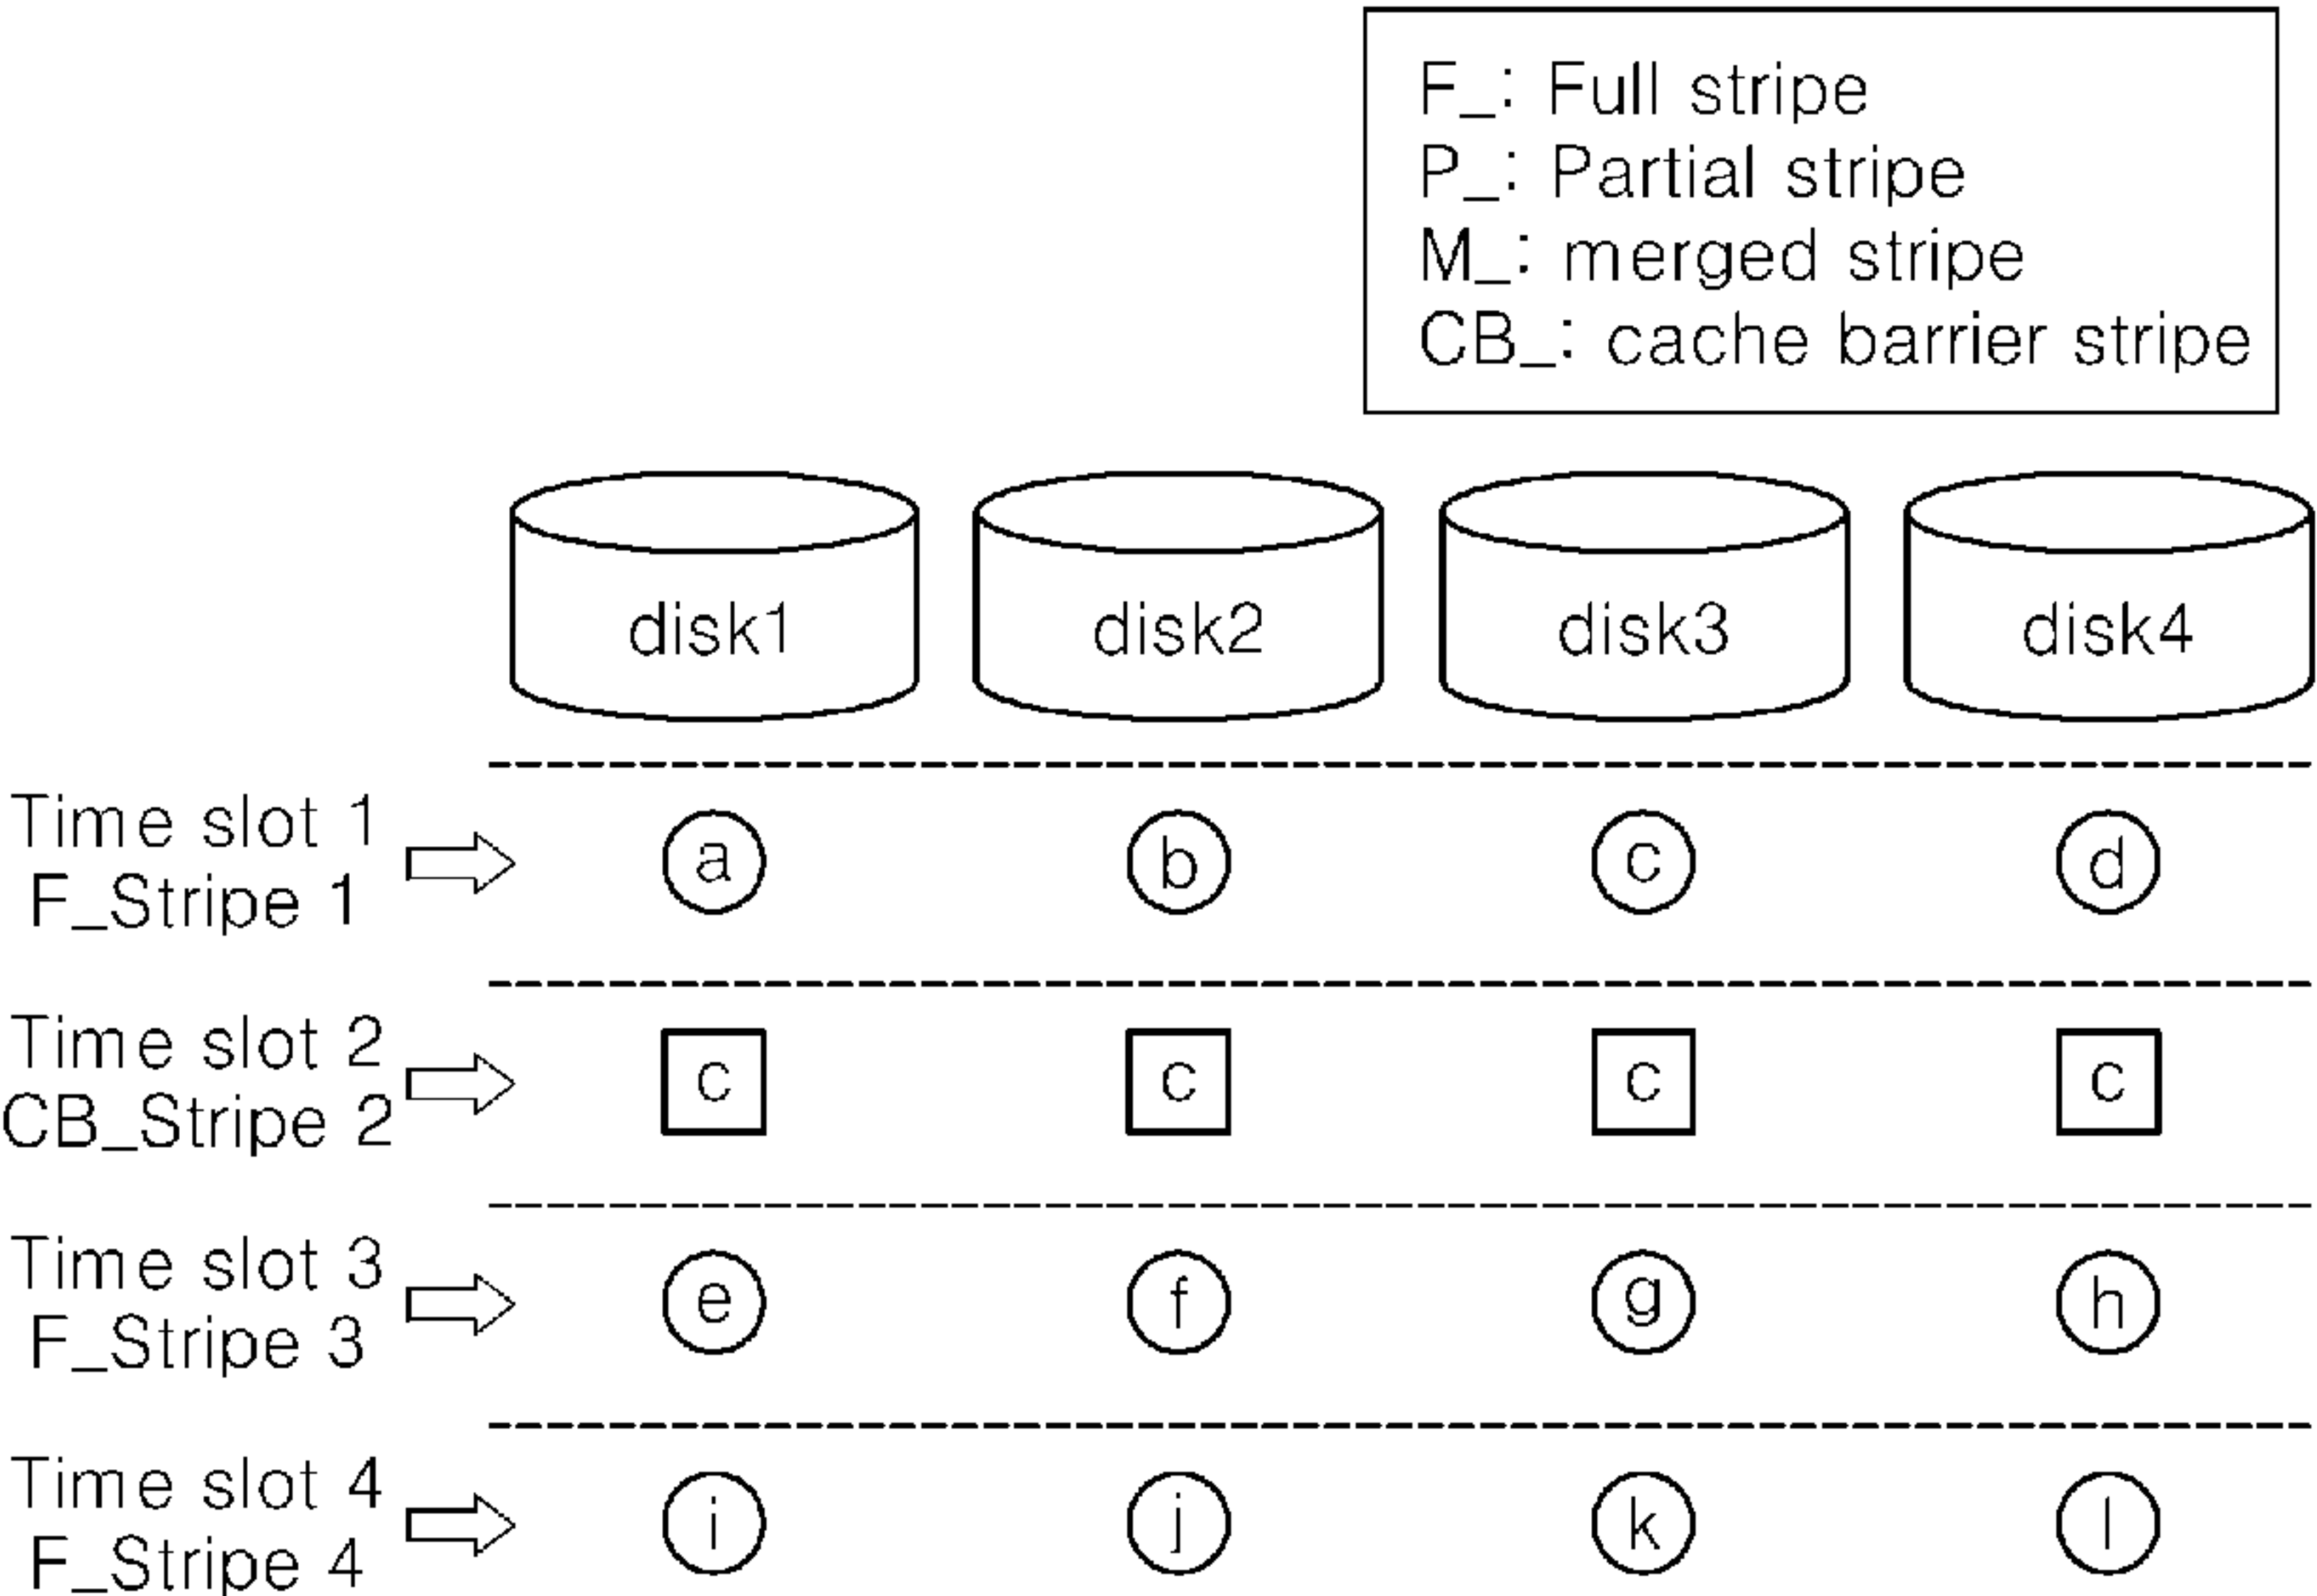 F_: Full stripe
P_: Partial stripe
M_: merged stripe
CB_: cache barrier stripe
disk1 disk2 disk3 disk4
Time slot 1
F_Stripe 1
a b c d
Time slot 2
CB_Stripe 2
c c c c
Time slot 3
F_Stripe 3
e f g h
Time slot 4
F_Stripe 4
i j k l